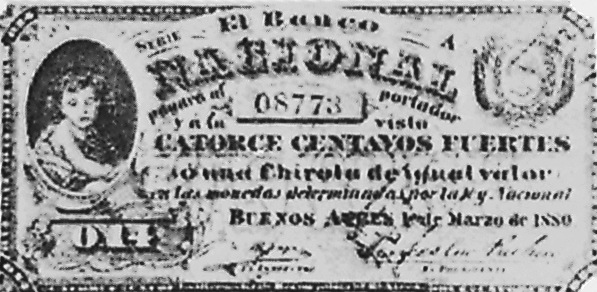 El Banco
SERIE A
NACIONAL
pagará al 08773 portador
y a la vista
CATORCE CENTAVOS FUERTES
ó una Chirola de igual valor
en las monedas determinadas por la Ley Nacional
BUENOS AIRES 1º de Marzo de 1880
0.14